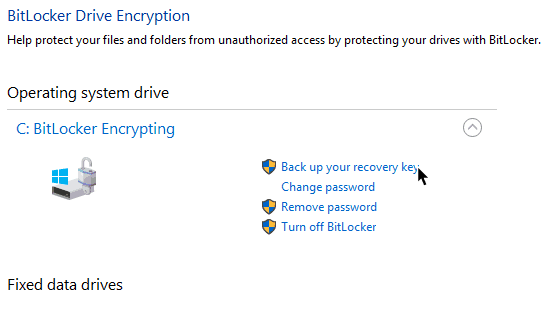 BitLocker Drive Encryption
Help protect your files and folders from unauthorized access by protecting your drives with BitLocker.
Operating system drive
C: BitLocker Encrypting
Back up your recovery key
Change password
Remove password
Turn off BitLocker
Fixed data drives